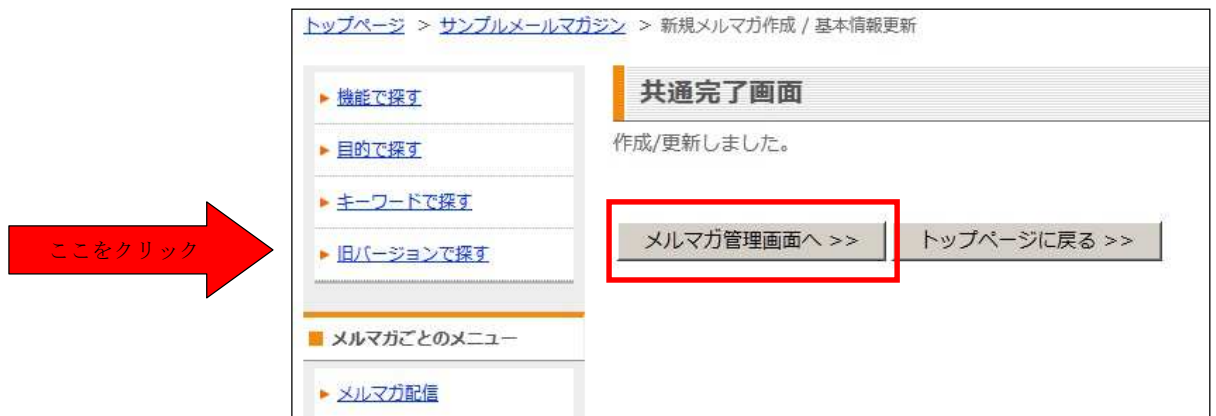 トップページ > サンプルメールマガジン > 新規メルマガ作成 / 基本情報更新
機能で探す
目的で探す
キーワードで探す
旧バージョンで探す
メルマガごとのメニュー
メルマガ配信
共通完了画面
作成/更新しました。
メルマガ管理画面へ >>
トップページに戻る >>
ここをクリック